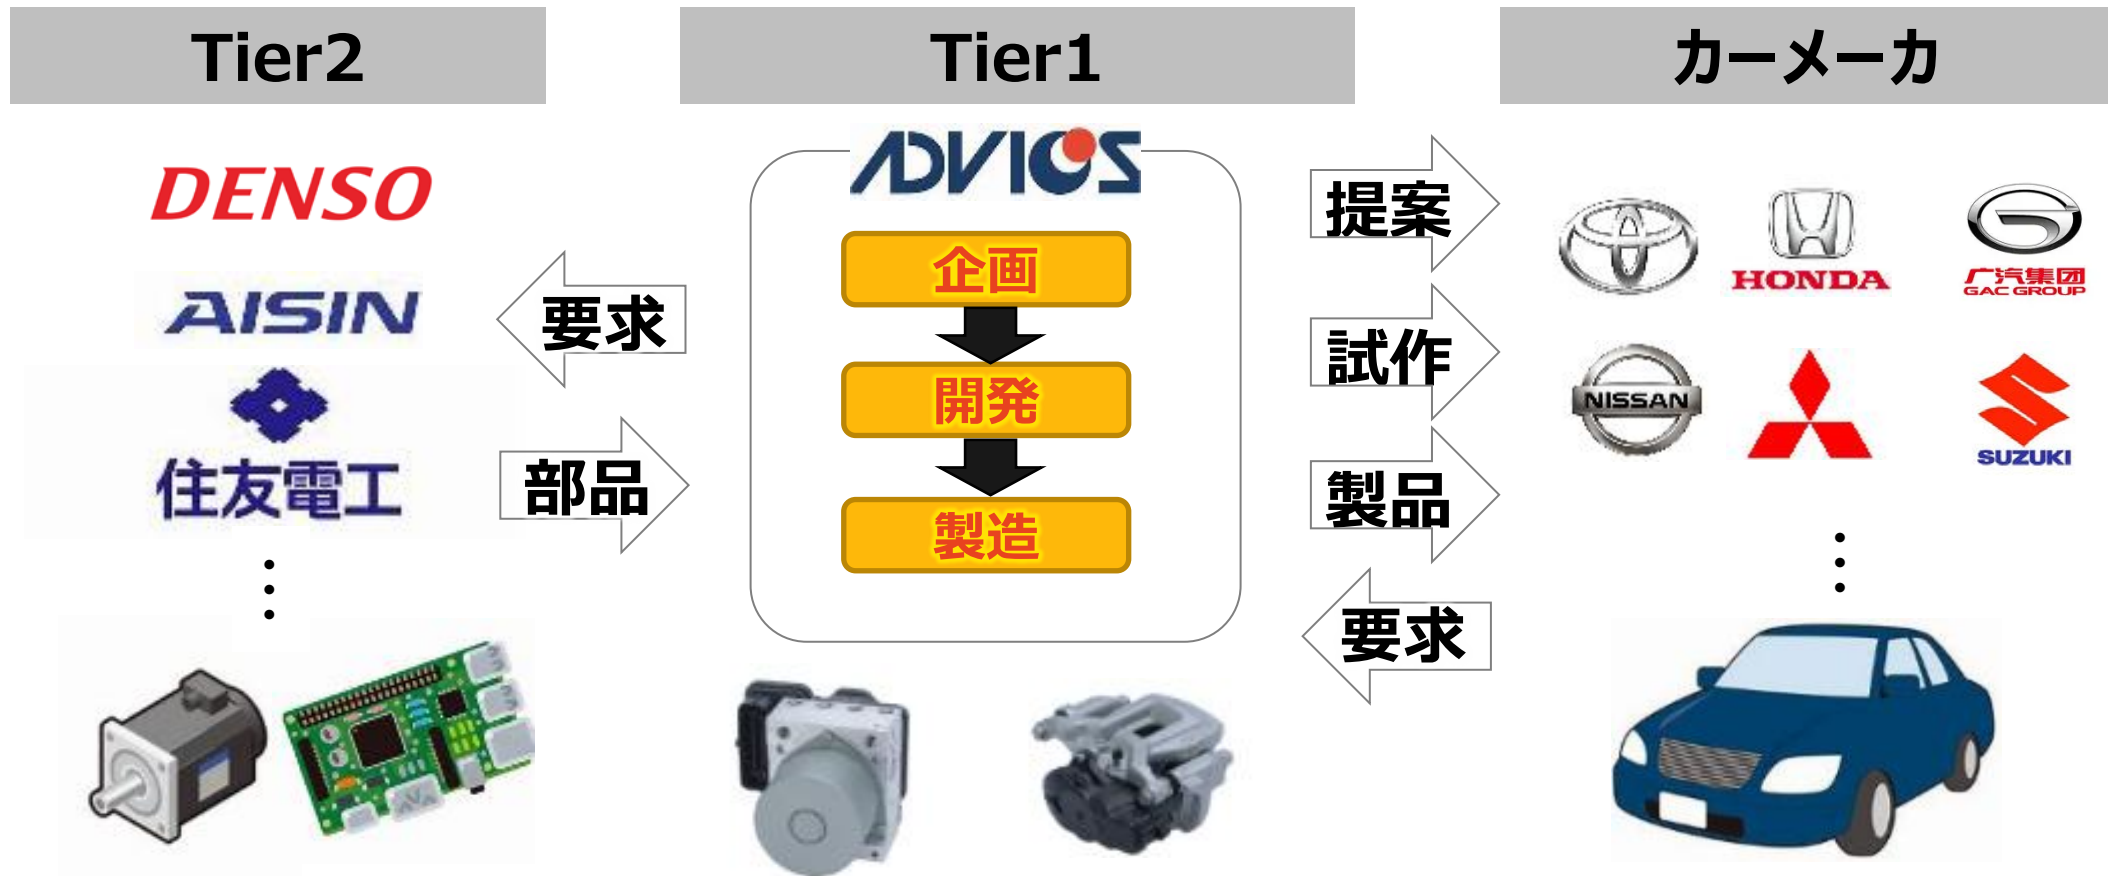 Tier2
Tier1
カーメーカ
DENSO
AISIN
住友電工
要求
部品
ADVICS
企画
開発
製造
提案
試作
製品
要求
HONDA
广汽集团
GAC GROUP
NISSAN
SUZUKI